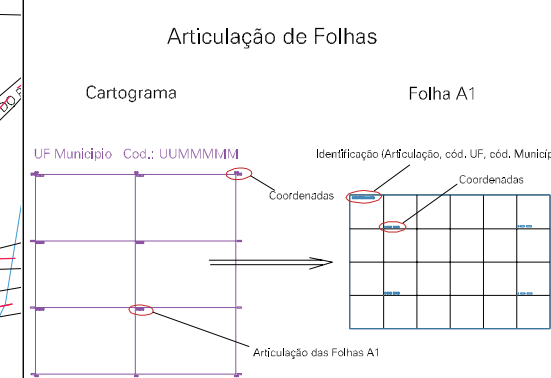 Articulação de Folhas
Cartograma
Folha A1
UF Municipio Cod.: UUMMMMM
Identificação (Articulação, cód. UF, cód. Municíp
Coordenadas
Coordenadas
Articulação das Folhas A1